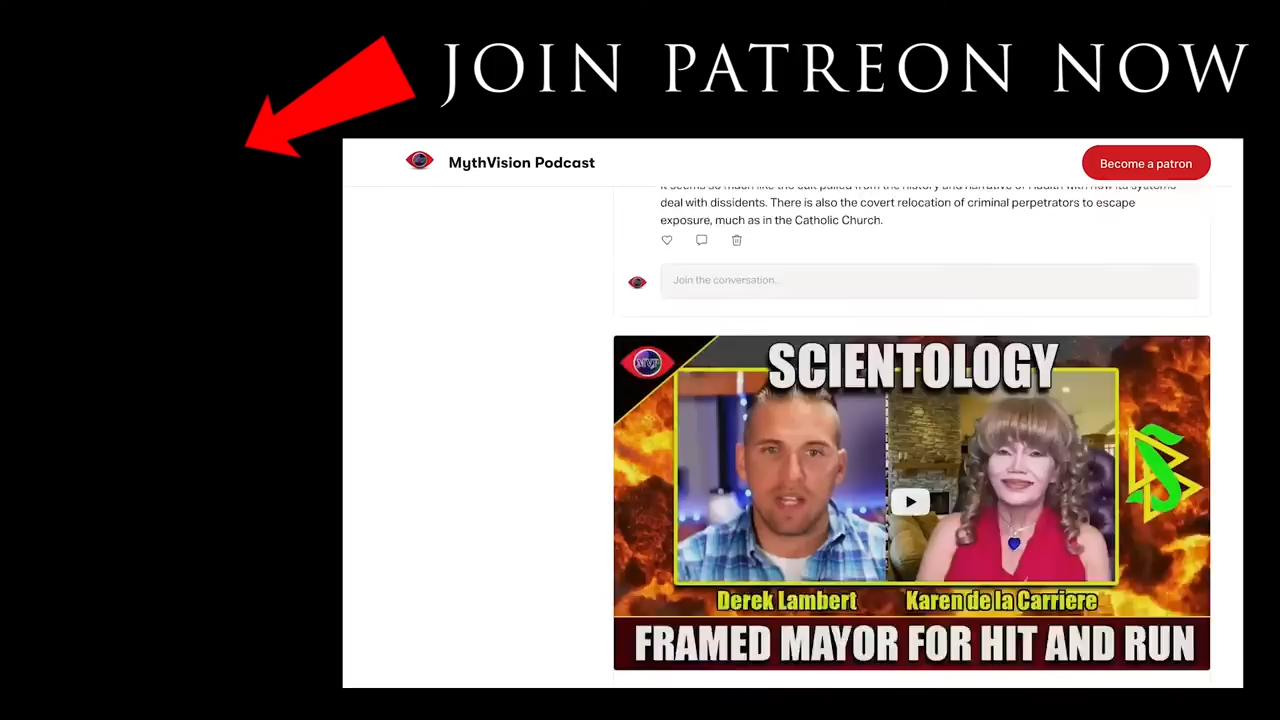 JOIN PATREON NOW
MythVision Podcast
Become a patron
deal with dissidents. There is also the covert relocation of criminal perpetrators to escape
exposure, much as in the Catholic Church.
Join the conversation...
MVP
SCIENTOLOGY
Derek Lambert
Karen de la Carriere
FRAMED MAYOR FOR HIT AND RUN